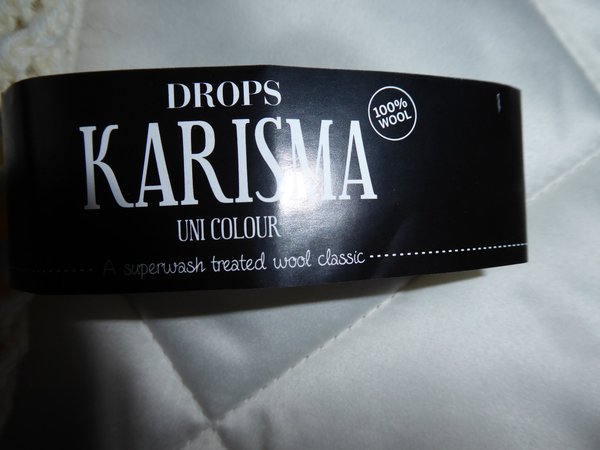 DROPS
KARISMA
100%
WOOL
UNI COLOUR
A superwash treated wool classic